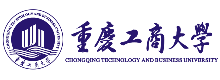 重慶工商大學
CHONGQING TECHNOLOGY AND BUSINESS UNIVERSITY